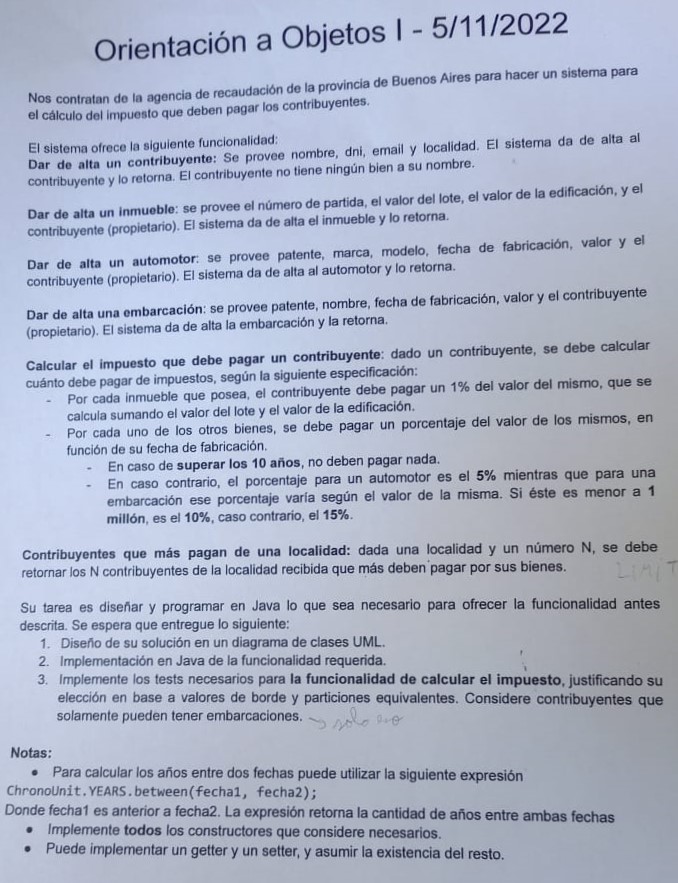 Orientación a Objetos I - 5/11/2022
Nos contratan de la agencia de recaudación de la provincia de Buenos Aires para hacer un sistema para
el cálculo del impuesto que deben pagar los contribuyentes.
El sistema ofrece la siguiente funcionalidad:
Dar de alta un contribuyente: Se provee nombre, dni, email y localidad. El sistema da de alta al
contribuyente y lo retorna. El contribuyente no tiene ningún bien a su nombre.
Dar de alta un inmueble: se provee el número de partida, el valor del lote, el valor de la edificación, y el
contribuyente (propietario). El sistema da de alta el inmueble y lo retorna.
Dar de alta un automotor: se provee patente, marca, modelo, fecha de fabricación, valor y el
contribuyente (propietario). El sistema da de alta al automotor y lo retorna.
Dar de alta una embarcación: se provee patente, nombre, fecha de fabricación, valor y el contribuyente
(propietario). El sistema da de alta la embarcación y la retorna.
Calcular el impuesto que debe pagar un contribuyente: dado un contribuyente, se debe calcular
cuánto debe pagar de impuestos, según la siguiente especificación:
- Por cada inmueble que posea, el contribuyente debe pagar un 1% del valor del mismo, que se
calcula sumando el valor del lote y el valor de la edificación.
- Por cada uno de los otros bienes, se debe pagar un porcentaje del valor de los mismos, en
función de su fecha de fabricación.
- En caso de superar los 10 años, no deben pagar nada.
- En caso contrario, el porcentaje para un automotor es el 5% mientras que para una
embarcación ese porcentaje varía según el valor de la misma. Si éste es menor a 1
millón, es el 10%, caso contrario, el 15%.
Contribuyentes que más pagan de una localidad: dada una localidad y un número N, se debe
retornar los N contribuyentes de la localidad recibida que más deben pagar por sus bienes.
LIMIT
Su tarea es diseñar y programar en Java lo que sea necesario para ofrecer la funcionalidad antes
descrita. Se espera que entregue lo siguiente:
1. Diseño de su solución en un diagrama de clases UML.
2. Implementación en Java de la funcionalidad requerida.
3. Implemente los tests necesarios para la funcionalidad de calcular el impuesto, justificando su
elección en base a valores de borde y particiones equivalentes. Considere contribuyentes que
solamente pueden tener embarcaciones. → solo
Notas:
• Para calcular los años entre dos fechas puede utilizar la siguiente expresión
ChronoUnit.YEARS.between(fecha1, fecha2);
Donde fecha1 es anterior a fecha2. La expresión retorna la cantidad de años entre ambas fechas
• Implemente todos los constructores que considere necesarios.
• Puede implementar un getter y un setter, y asumir la existencia del resto.